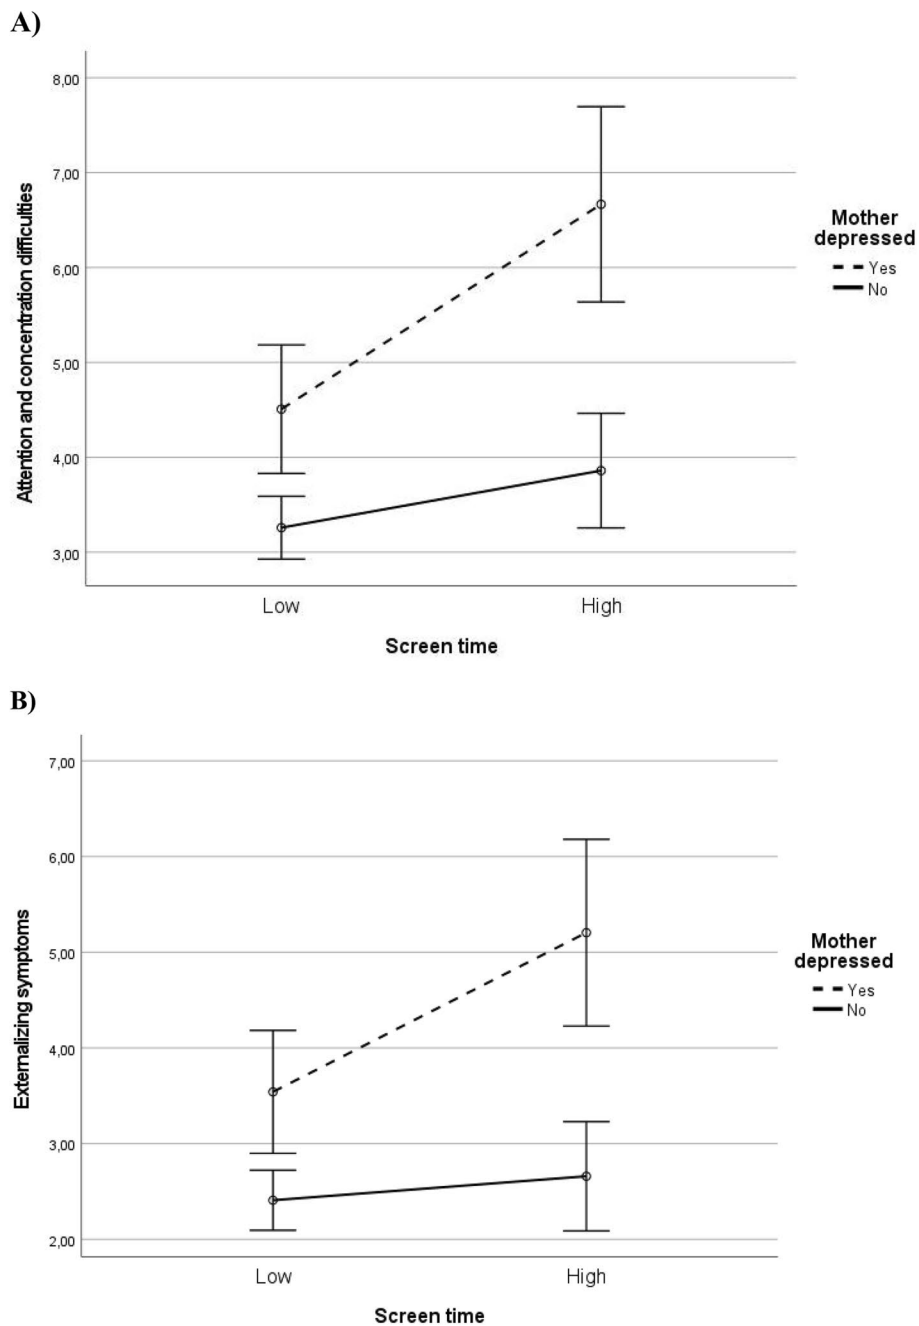 A)
8,00
7,00
6,00
5,00
4,00
3,00
Attention and concentration difficulties
Low
High
Screen time
Mother
depressed
Yes
No
B)
7,00
6,00
5,00
4,00
3,00
2,00
Externalizing symptoms
Low
High
Screen time
Mother
depressed
Yes
No